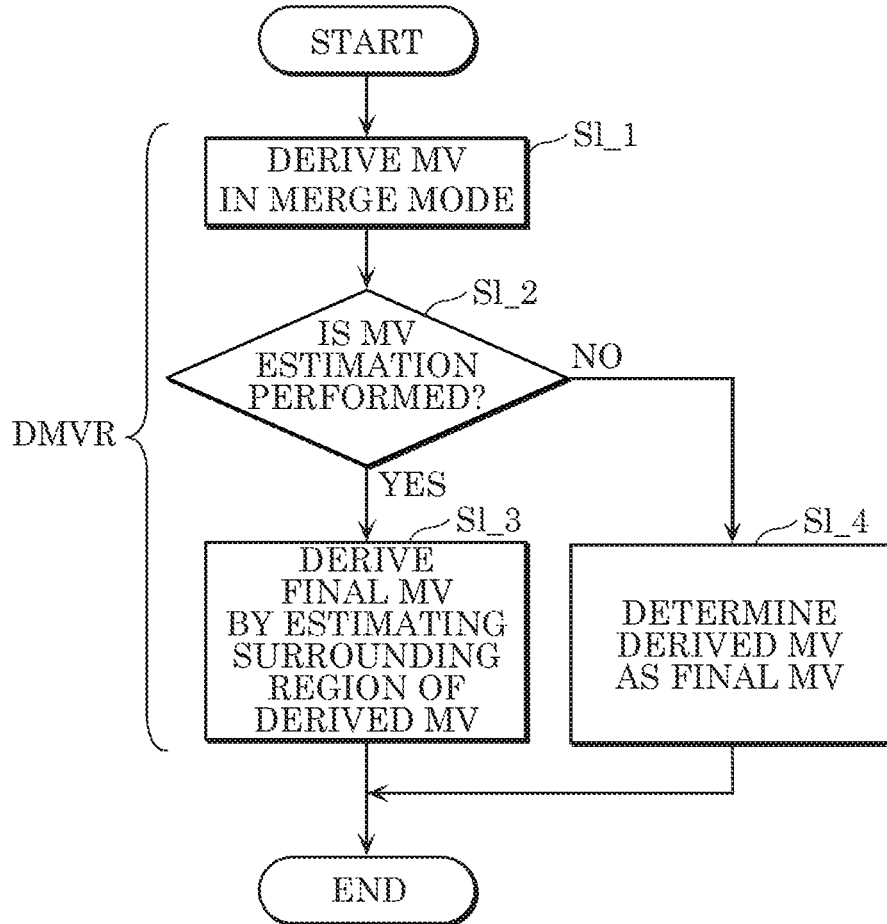 START
Sl_1
DERIVE MV
IN MERGE MODE
Sl_2
IS MV
ESTIMATION
PERFORMED?
NO
DMVR
YES
Sl_3
DERIVE
FINAL MV
BY ESTIMATING
SURROUNDING
REGION OF
DERIVED MV
Sl_4
DETERMINE
DERIVED MV
AS FINAL MV
END